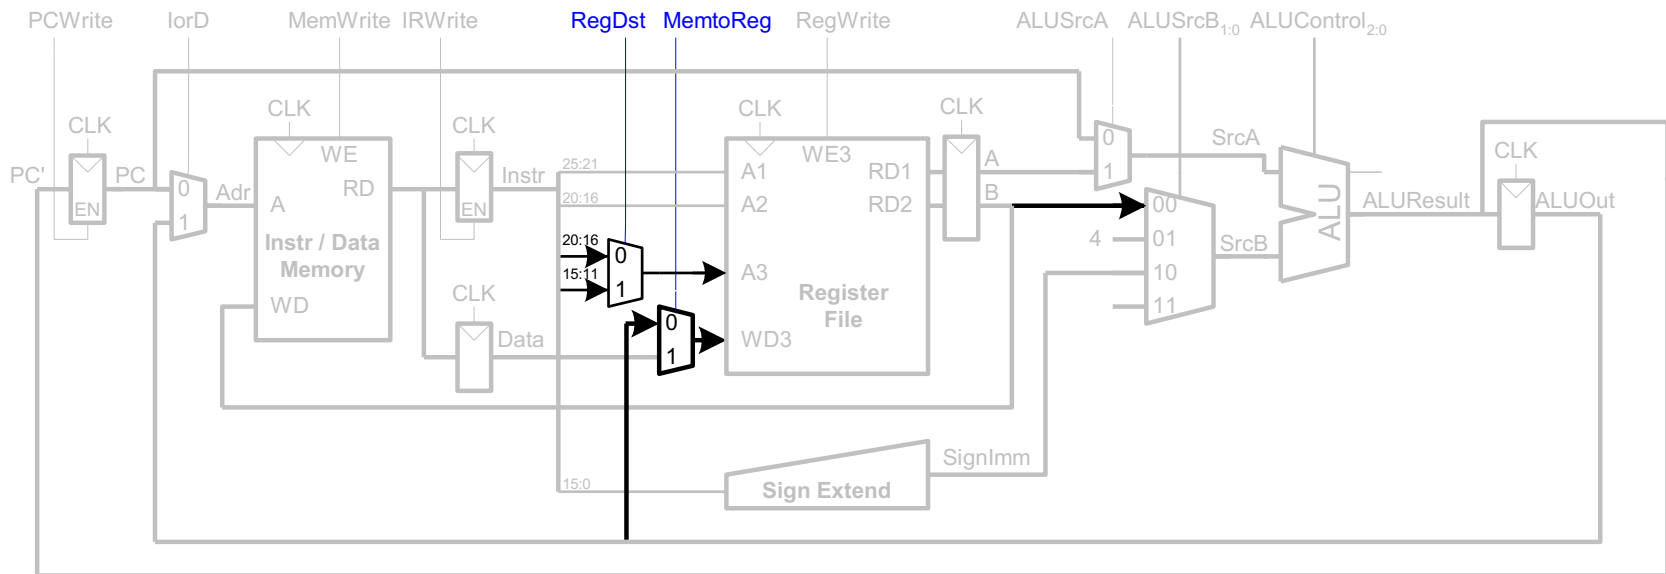 PCWrite IorD MemWrite IRWrite RegDst MemtoReg RegWrite ALUSrcA ALUSrcB1:0 ALUControl2:0
CLK CLK CLK CLK
CLK CLK CLK
PC' PC EN
0 1 Adr
WE RD A
Instr / Data
Memory
WD
EN Instr
CLK Data
25:21
20:16
20:16
15:11
15:0
0
1
0
1
WE3
A1 RD1
A2 RD2
A3
Register
File
WD3
A
B
0
1
SrcA
00
4 01
10
11
SrcB
ALU
ALUResult ALUOut
SignImm
Sign Extend